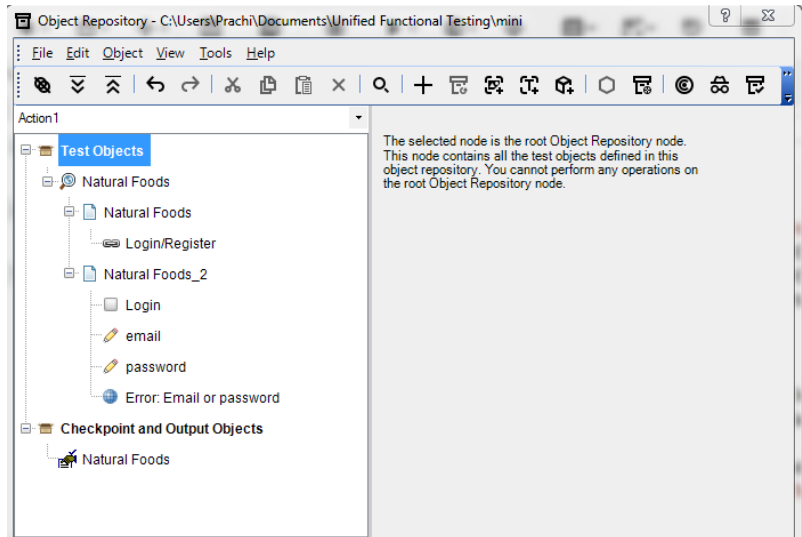 Object Repository - C:\Users\Prachi\Documents\Unified Functional Testing\mini
File Edit Object View Tools Help
Action1
Test Objects
Natural Foods
Natural Foods
Login/Register
Natural Foods_2
Login
email
password
Error: Email or password
Checkpoint and Output Objects
Natural Foods
The selected node is the root Object Repository node.
This node contains all the test objects defined in this
object repository. You cannot perform any operations on
the root Object Repository node.